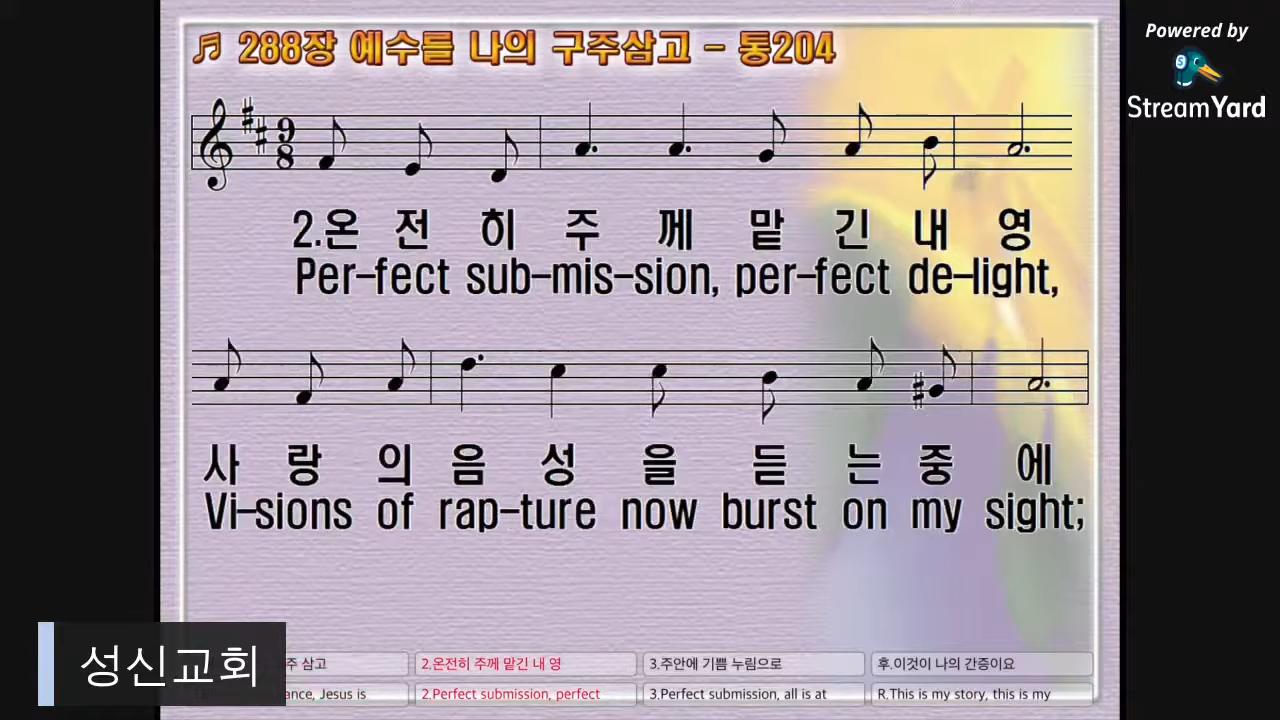 Powered by
StreamYard
288장 예수를 나의 구주삼고 - 통204
2.온 전 히 주 께 맡 긴 내 영
Per-fect sub-mis-sion, per-fect de-light,
사 랑 의 음 성 을 듣 는 중 에
Vi-sions of rap-ture now burst on my sight;
성신교회
주 삼고
2.온전히 주께 맡긴 내 영
3.주안에 기쁨 누림으로
후.이것이 나의 간증이요
ance, Jesus is
2.Perfect submission, perfect
3.Perfect submission, all is at
R.This is my story, this is my